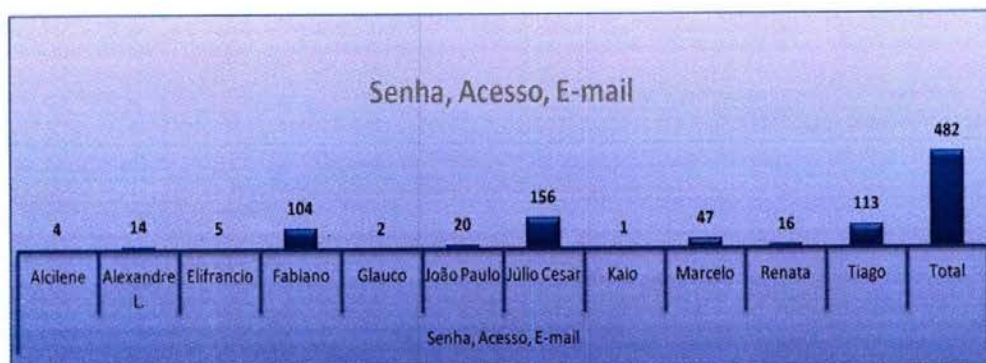 Senha, Acesso, E-mail
4 14 5 104 2 20 156 1 47 16 113 482
Alcilene Alexandre L. Elifrancio Fabiano Glauco João Paulo Júlio Cesar Kaio Marcelo Renata Tiago Total
Senha, Acesso, E-mail